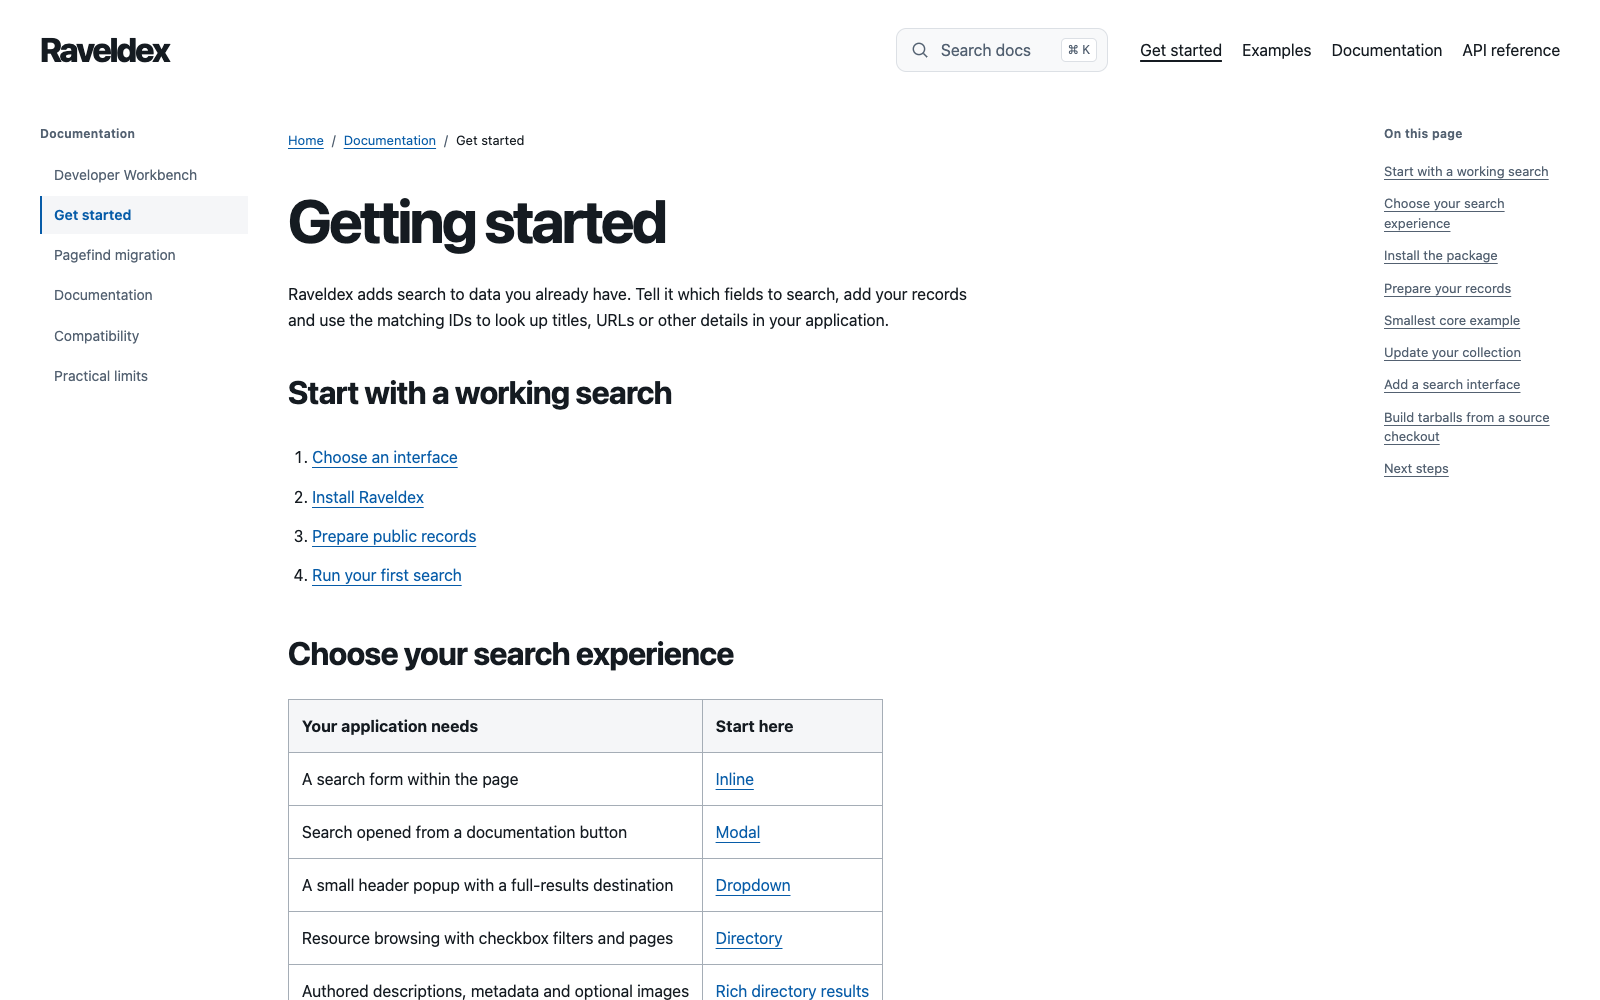 Raveldex
Search docs
⌘ K
Get started
Examples
Documentation
API reference
Documentation
Developer Workbench
Get started
Pagefind migration
Documentation
Compatibility
Practical limits
Home / Documentation / Get started
Getting started
Raveldex adds search to data you already have. Tell it which fields to search, add your records
and use the matching IDs to look up titles, URLs or other details in your application.
Start with a working search
1. Choose an interface
2. Install Raveldex
3. Prepare public records
4. Run your first search
Choose your search experience
Your application needs
Start here
A search form within the page
Inline
Search opened from a documentation button
Modal
A small header popup with a full-results destination
Dropdown
Resource browsing with checkbox filters and pages
Directory
Authored descriptions, metadata and optional images
Rich directory results
On this page
Start with a working search
Choose your search
experience
Install the package
Prepare your records
Smallest core example
Update your collection
Add a search interface
Build tarballs from a source
checkout
Next steps